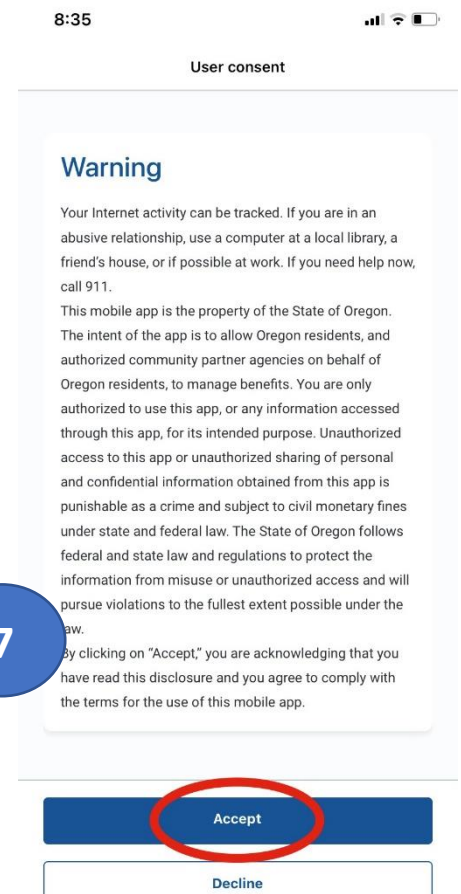 8:35
User consent
Warning
Your Internet activity can be tracked. If you are in an
abusive relationship, use a computer at a local library, a
friend's house, or if possible at work. If you need help now,
call 911.
This mobile app is the property of the State of Oregon.
The intent of the app is to allow Oregon residents, and
authorized community partner agencies on behalf of
Oregon residents, to manage benefits. You are only
authorized to use this app, or any information accessed
through this app, for its intended purpose. Unauthorized
access to this app or unauthorized sharing of personal
and confidential information obtained from this app is
punishable as a crime and subject to civil monetary fines
under state and federal law. The State of Oregon follows
federal and state law and regulations to protect the
information from misuse or unauthorized access and will
pursue violations to the fullest extent possible under the
law.
7
By clicking on “Accept,” you are acknowledging that you
have read this disclosure and you agree to comply with
the terms for the use of this mobile app.
Accept
Decline